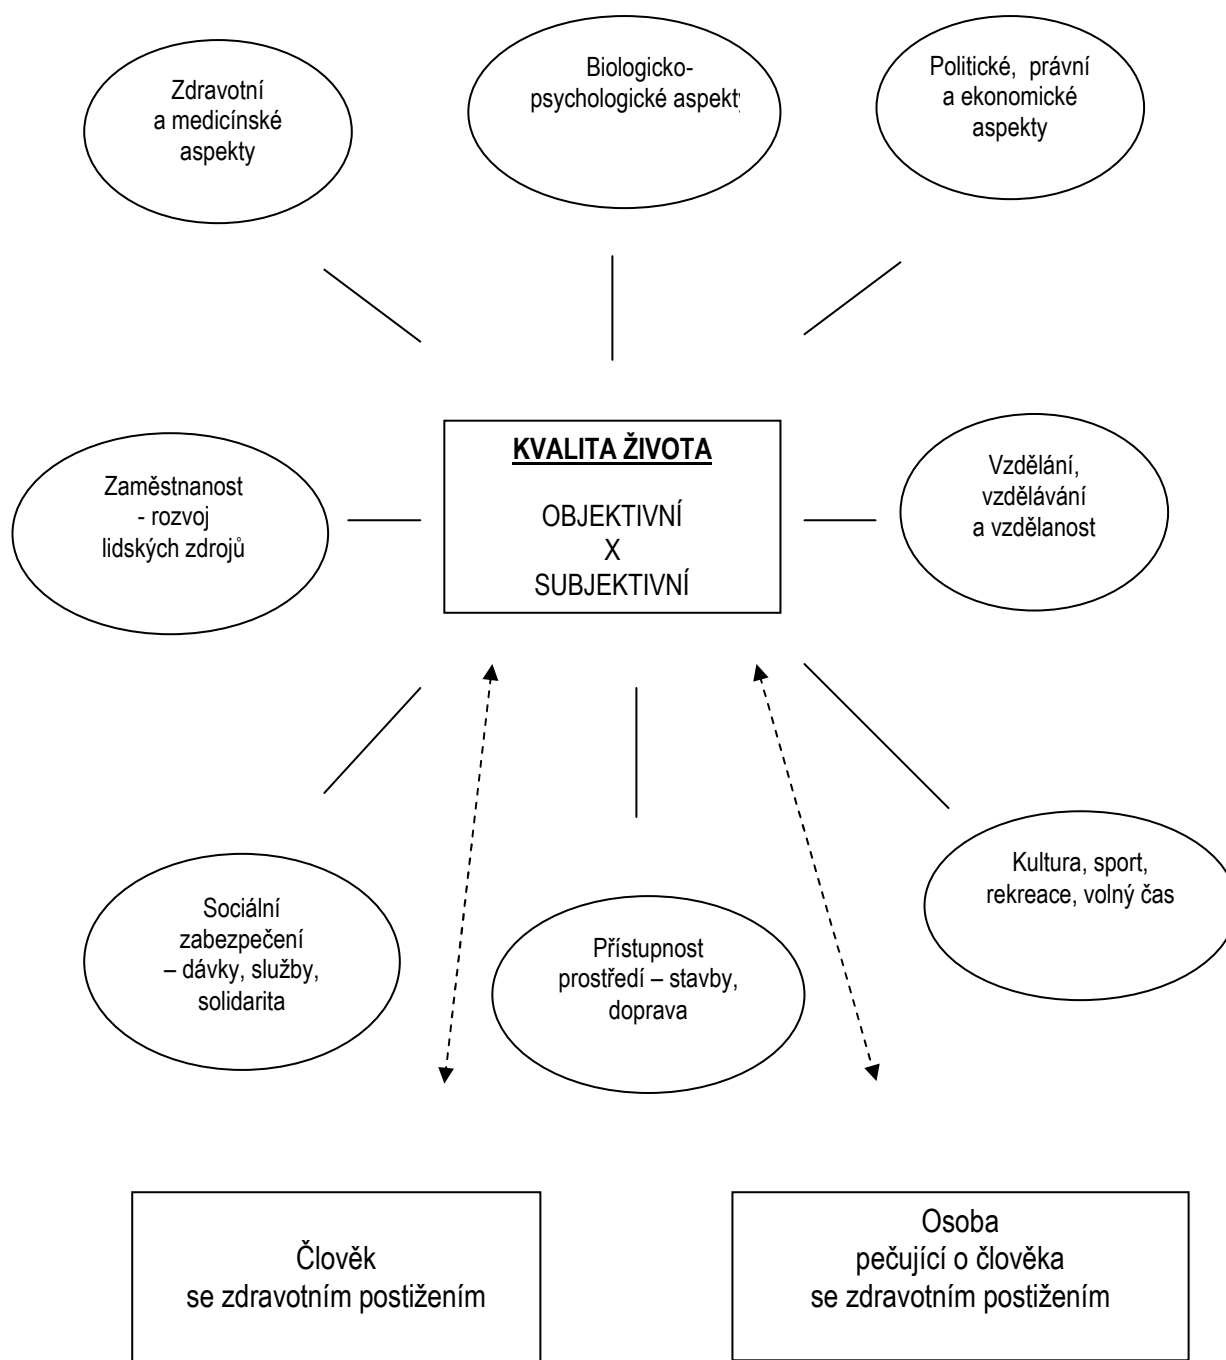 Zdravotní
a medicínské
aspekty
Biologicko-
psychologické aspekty
Politické, právní
a ekonomické
aspekty
KVALITA ŽIVOTA
OBJEKTIVNÍ
X
SUBJEKTIVNÍ
Zaměstnanost
- rozvoj
lidských zdrojů
Vzdělání,
vzdělávání
a vzdělanost
Sociální
zabezpečení
– dávky, služby,
solidarita
Přístupnost
prostředí – stavby,
doprava
Kultura, sport,
rekreace, volný čas
Člověk
se zdravotním postižením
Osoba
pečující o člověka
se zdravotním postižením